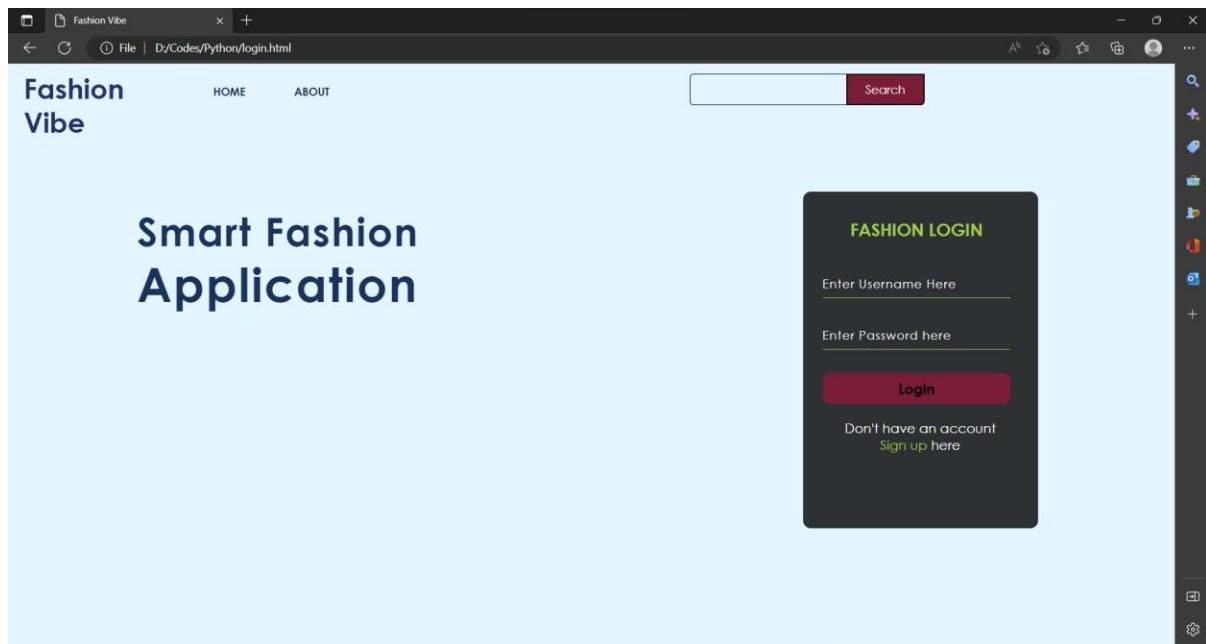 Fashion Vibe
File | D:/Codes/Python/login.html
Fashion
Vibe
HOME ABOUT
Search
Smart Fashion
Application
FASHION LOGIN
Enter Username Here
Enter Password here
Login
Don't have an account
Sign up here